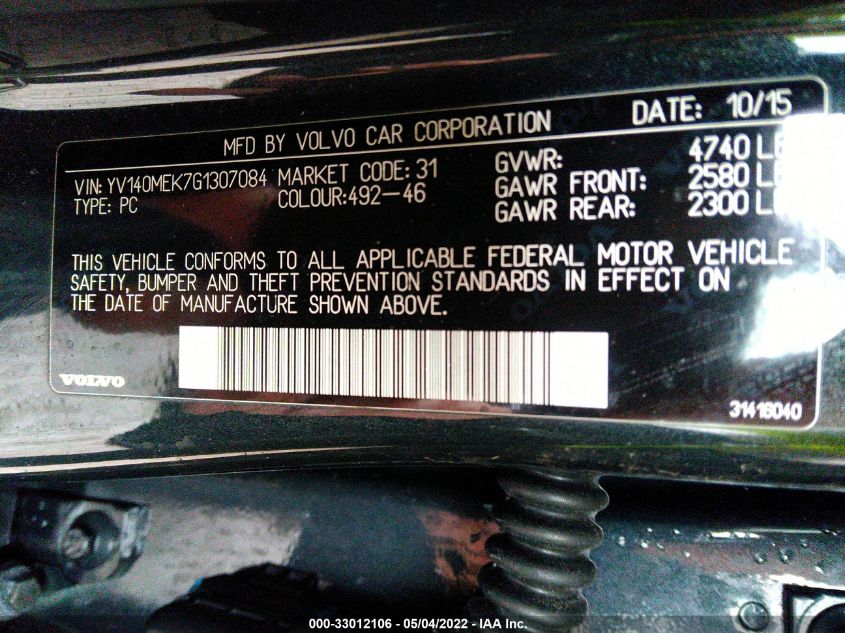 MFD BY VOLVO CAR CORPORATION DATE: 10/15
VIN: YV140MEK7G1307084 MARKET CODE: 31 GVWR: 4740
TYPE: PC COLOUR:492-46 GAWR FRONT: 2580
GAWR REAR: 2300
THIS VEHICLE CONFORMS TO ALL APPLICABLE FEDERAL MOTOR VEHICLE
SAFETY, BUMPER AND THEFT PREVENTION STANDARDS IN EFFECT ON
THE DATE OF MANUFACTURE SHOWN ABOVE.
VOLVO
31416040
000-33012106 - 05/04/2022 - IAA Inc.